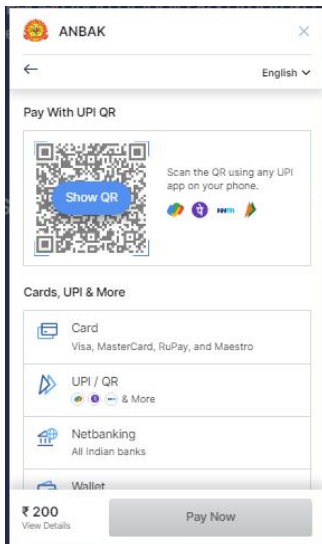 ANBAK
English
Pay With UPI QR
Show QR
Scan the QR using any UPI
app on your phone.
Cards, UPI & More
Card
Visa, MasterCard, RuPay, and Maestro
UPI / QR
& More
Netbanking
All Indian banks
Wallet
₹ 200
View Details
Pay Now